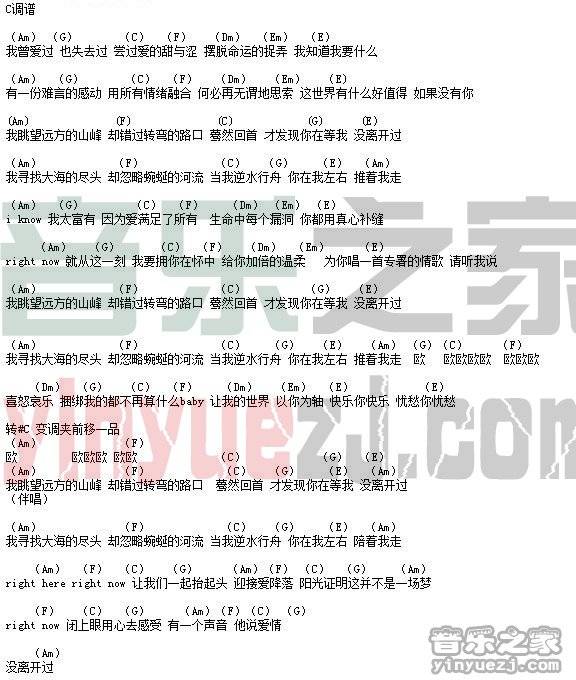 C调谱
(Am) (G) (C) (F) (Dm) (Em) (E)
我曾爱过 也失去过 尝过爱的甜与涩 摆脱命运的捉弄 我知道我要什么
(Am) (G) (C) (F) (Dm) (Em) (E)
有一份难言的感动 用所有情绪融合 何必再无谓地思索 这世界有什么好值得 如果没有你
(Am) (F) (C) (G) (E)
我眺望远方的山峰 却错过转弯的路口 蓦然回首 才发现你在等我 没离开过
(Am) (F) (C) (G) (E) (Am)
我寻找大海的尽头 却忽略蜿蜒的河流 当我逆水行舟 你在我左右 推着我走
(Am) (G) (C) (F) (Dm) (Em) (E)
i know 我太富有 因为爱满足了所有 生命中每个漏洞 你都用真心补缝
(Am) (G) (C) (F) (Dm) (Em) (E)
right now 就从这一刻 我要拥你在怀中 给你加倍的温柔 为你唱一首专署的情歌 请听我说
(Am) (F) (C) (G) (E)
我眺望远方的山峰 却错过转弯的路口 蓦然回首 才发现你在等我 没离开过
(Am) (F) (C) (G) (E) (Am) (G) (C) (F)
我寻找大海的尽头 却忽略蜿蜒的河流 当我逆水行舟 你在我左右 推着我走 欧 欧欧欧欧 欧欧欧
(Dm) (G) (C) (F) (E) (E)
喜怒哀乐 捆绑我的都不再算什么baby 让我的世界 以你为轴 快乐你快乐 忧愁你忧愁
转#C 变调夹前移一品
(Am) (F)
欧 欧欧欧 欧欧
(Am) (F) (C) (G) (E)
我眺望远方的山峰 却错过转弯的路口 蓦然回首 才发现你在等我 没离开过
(伴唱)
(Am) (F) (C) (G) (E) (Am)
我寻找大海的尽头 却忽略蜿蜒的河流 当我逆水行舟 你在我左右 陪着我走
(Am) (F) (C) (G) (Am)
right here right now 让我们一起抬起头 迎接爱降落 阳光证明这并不是一场梦
(F) (C) (G) (Am) (F) (C) (G)
right now 闭上眼用心去感受 有一个声音 他说爱情
(Am)
没离开过
音乐之家
yinyuezj.com
音乐之家
yinyuezj.com